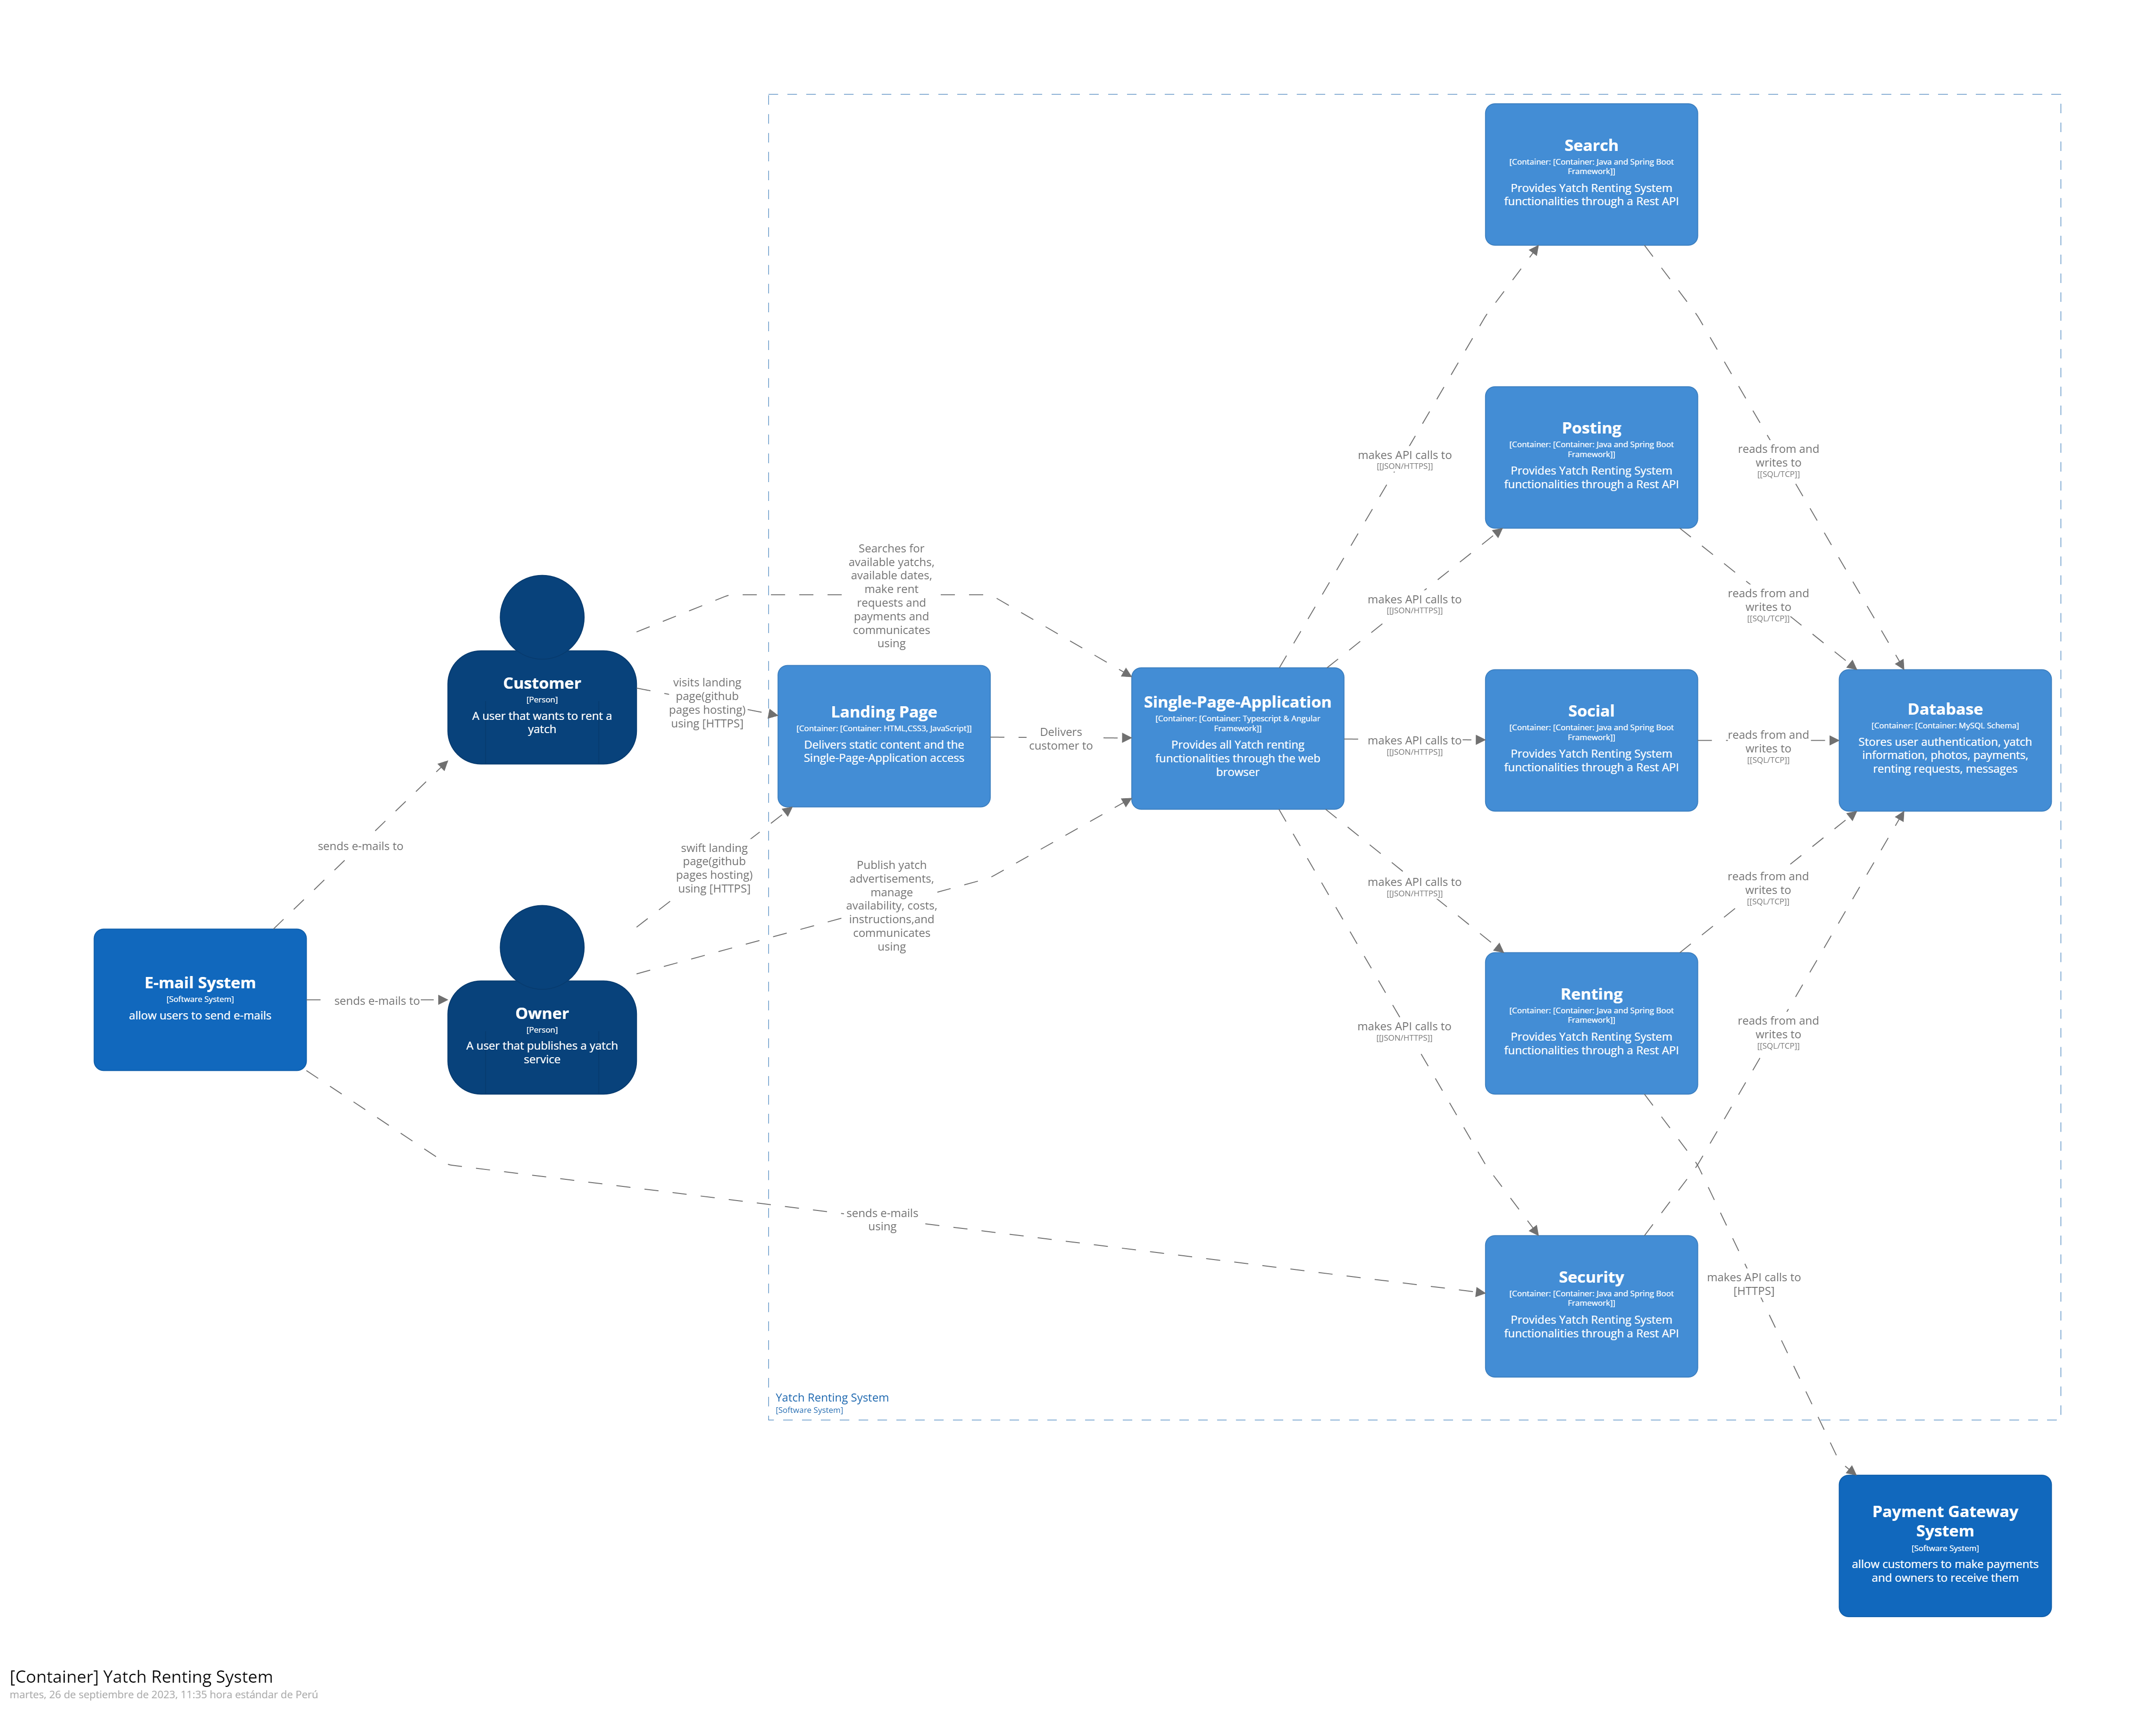 Search
[Container: [Container: Java and Spring Boot
Framework]]
Provides Yatch Renting System
functionalities through a Rest API
Posting
[Container: [Container: Java and Spring Boot
Framework]]
Provides Yatch Renting System
functionalities through a Rest API
makes API calls to
[[JSON/HTTPS]]
reads from and
writes to
[[SQL/TCP]]
Searches for
available yatchs,
available dates,
make rent
requests and
payments and
communicates
using
makes API calls to
[[JSON/HTTPS]]
reads from and
writes to
[[SQL/TCP]]
Customer
[Person]
A user that wants to rent a
yatch
visits landing
page(github
pages hosting)
using [HTTPS]
Landing Page
[Container: [Container: HTML,CSS3, JavaScript]]
Delivers static content and the
Single-Page-Application access
Delivers
customer to
Single-Page-Application
[Container: [Container: Typescript & Angular
Framework]]
Provides all Yatch renting
functionalities through the web
browser
makes API calls to
[[JSON/HTTPS]]
Social
[Container: [Container: Java and Spring Boot
Framework]]
Provides Yatch Renting System
functionalities through a Rest API
reads from and
writes to
[[SQL/TCP]]
Database
[Container: [Container: MySQL Schema]
Stores user authentication, yatch
information, photos, payments,
renting requests, messages
sends e-mails to
swift landing
page(github
pages hosting)
using [HTTPS]
Publish yatch
advertisements,
manage
availability, costs,
instructions,and
communicates
using
makes API calls to
[[JSON/HTTPS]]
reads from and
writes to
[[SQL/TCP]]
E-mail System
[Software System]
allow users to send e-mails
sends e-mails to
Owner
[Person]
A user that publishes a yatch
service
makes API calls to
[[JSON/HTTPS]]
Renting
[Container: [Container: Java and Spring Boot
Framework]]
Provides Yatch Renting System
functionalities through a Rest API
reads from and
writes to
[[SQL/TCP]]
sends e-mails
using
Security
[Container: [Container: Java and Spring Boot
Framework]]
Provides Yatch Renting System
functionalities through a Rest API
makes API calls to
[HTTPS]
Yatch Renting System
[Software System]
Payment Gateway
System
[Software System]
allow customers to make payments
and owners to receive them
[Container] Yatch Renting System
martes, 26 de septiembre de 2023, 11:35 hora estándar de Perú